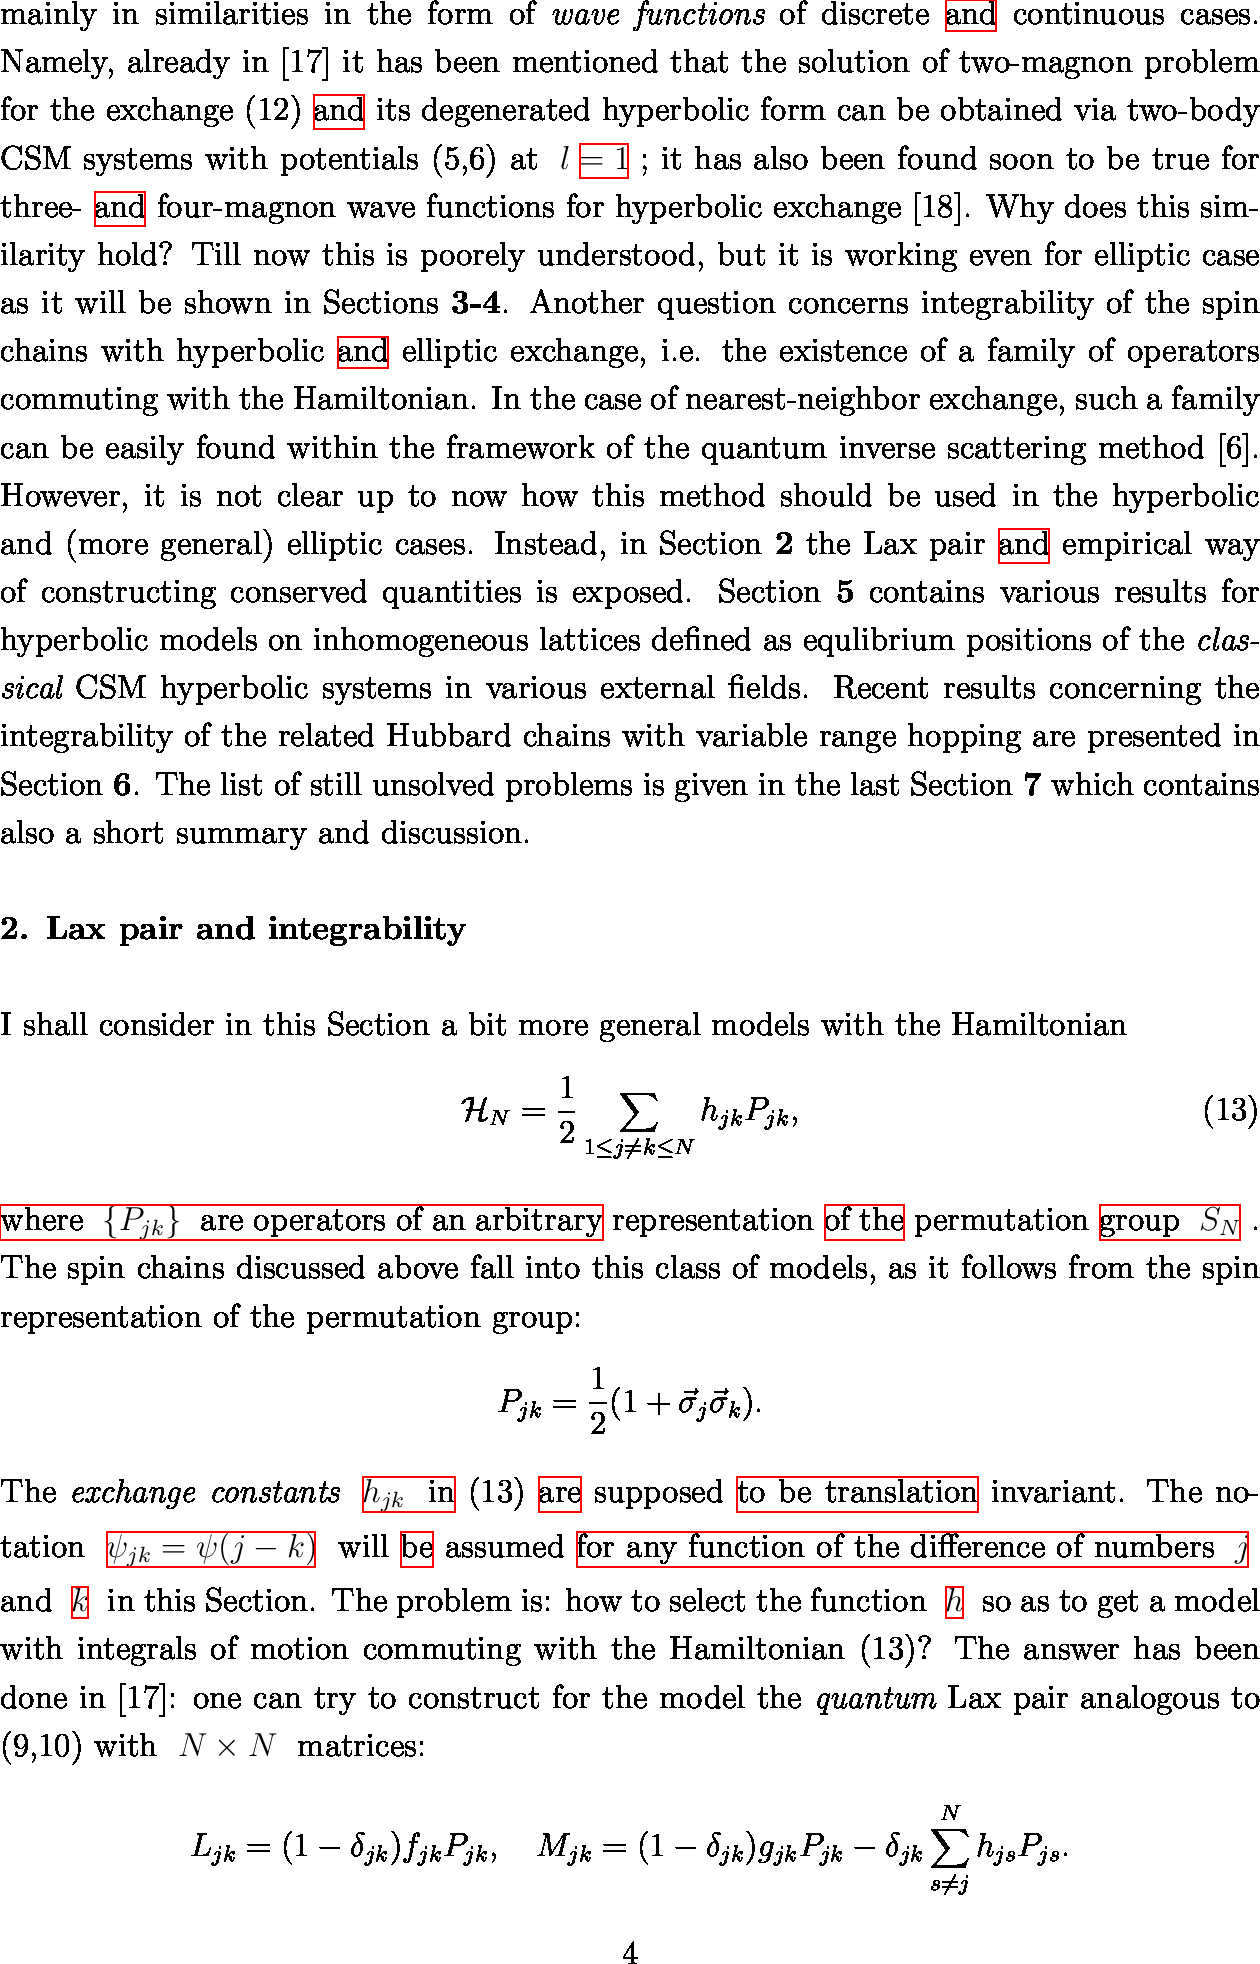 mainly in similarities in the form of wave functions of discrete and continuous cases.
Namely, already in [17] it has been mentioned that the solution of two-magnon problem
for the exchange (12) and its degenerated hyperbolic form can be obtained via two-body
CSM systems with potentials (5,6) at l = 1 ; it has also been found soon to be true for
three- and four-magnon wave functions for hyperbolic exchange [18]. Why does this sim-
ilarity hold? Till now this is poorely understood, but it is working even for elliptic case
as it will be shown in Sections 3-4. Another question concerns integrability of the spin
chains with hyperbolic and elliptic exchange, i.e. the existence of a family of operators
commuting with the Hamiltonian. In the case of nearest-neighbor exchange, such a family
can be easily found within the framework of the quantum inverse scattering method [6].
However, it is not clear up to now how this method should be used in the hyperbolic
and (more general) elliptic cases. Instead, in Section 2 the Lax pair and empirical way
of constructing conserved quantities is exposed. Section 5 contains various results for
hyperbolic models on inhomogeneous lattices defined as equlibrium positions of the clas-
sical CSM hyperbolic systems in various external fields. Recent results concerning the
integrability of the related Hubbard chains with variable range hopping are presented in
Section 6. The list of still unsolved problems is given in the last Section 7 which contains
also a short summary and discussion.
2. Lax pair and integrability
I shall consider in this Section a bit more general models with the Hamiltonian
$\mathcal{H}_N = \frac{1}{2} \sum_{1 \le j \ne k \le N} h_{jk} P_{jk},$ (13)
where $\{P_{jk}\}$ are operators of an arbitrary representation of the permutation group $S_N$ .
The spin chains discussed above fall into this class of models, as it follows from the spin
representation of the permutation group:
$P_{jk} = \frac{1}{2}(1 + \vec{\sigma}_j \vec{\sigma}_k).$
The exchange constants $h_{jk}$ in (13) are supposed to be translation invariant. The no-
tation $\psi_{jk} = \psi(j - k)$ will be assumed for any function of the difference of numbers j
and k in this Section. The problem is: how to select the function h so as to get a model
with integrals of motion commuting with the Hamiltonian (13)? The answer has been
done in [17]: one can try to construct for the model the quantum Lax pair analogous to
(9,10) with $N \times N$ matrices:
$L_{jk} = (1 - \delta_{jk}) f_{jk} P_{jk}, \quad M_{jk} = (1 - \delta_{jk}) g_{jk} P_{jk} - \delta_{jk} \sum_{s \ne j}^{N} h_{js} P_{js}.$
4